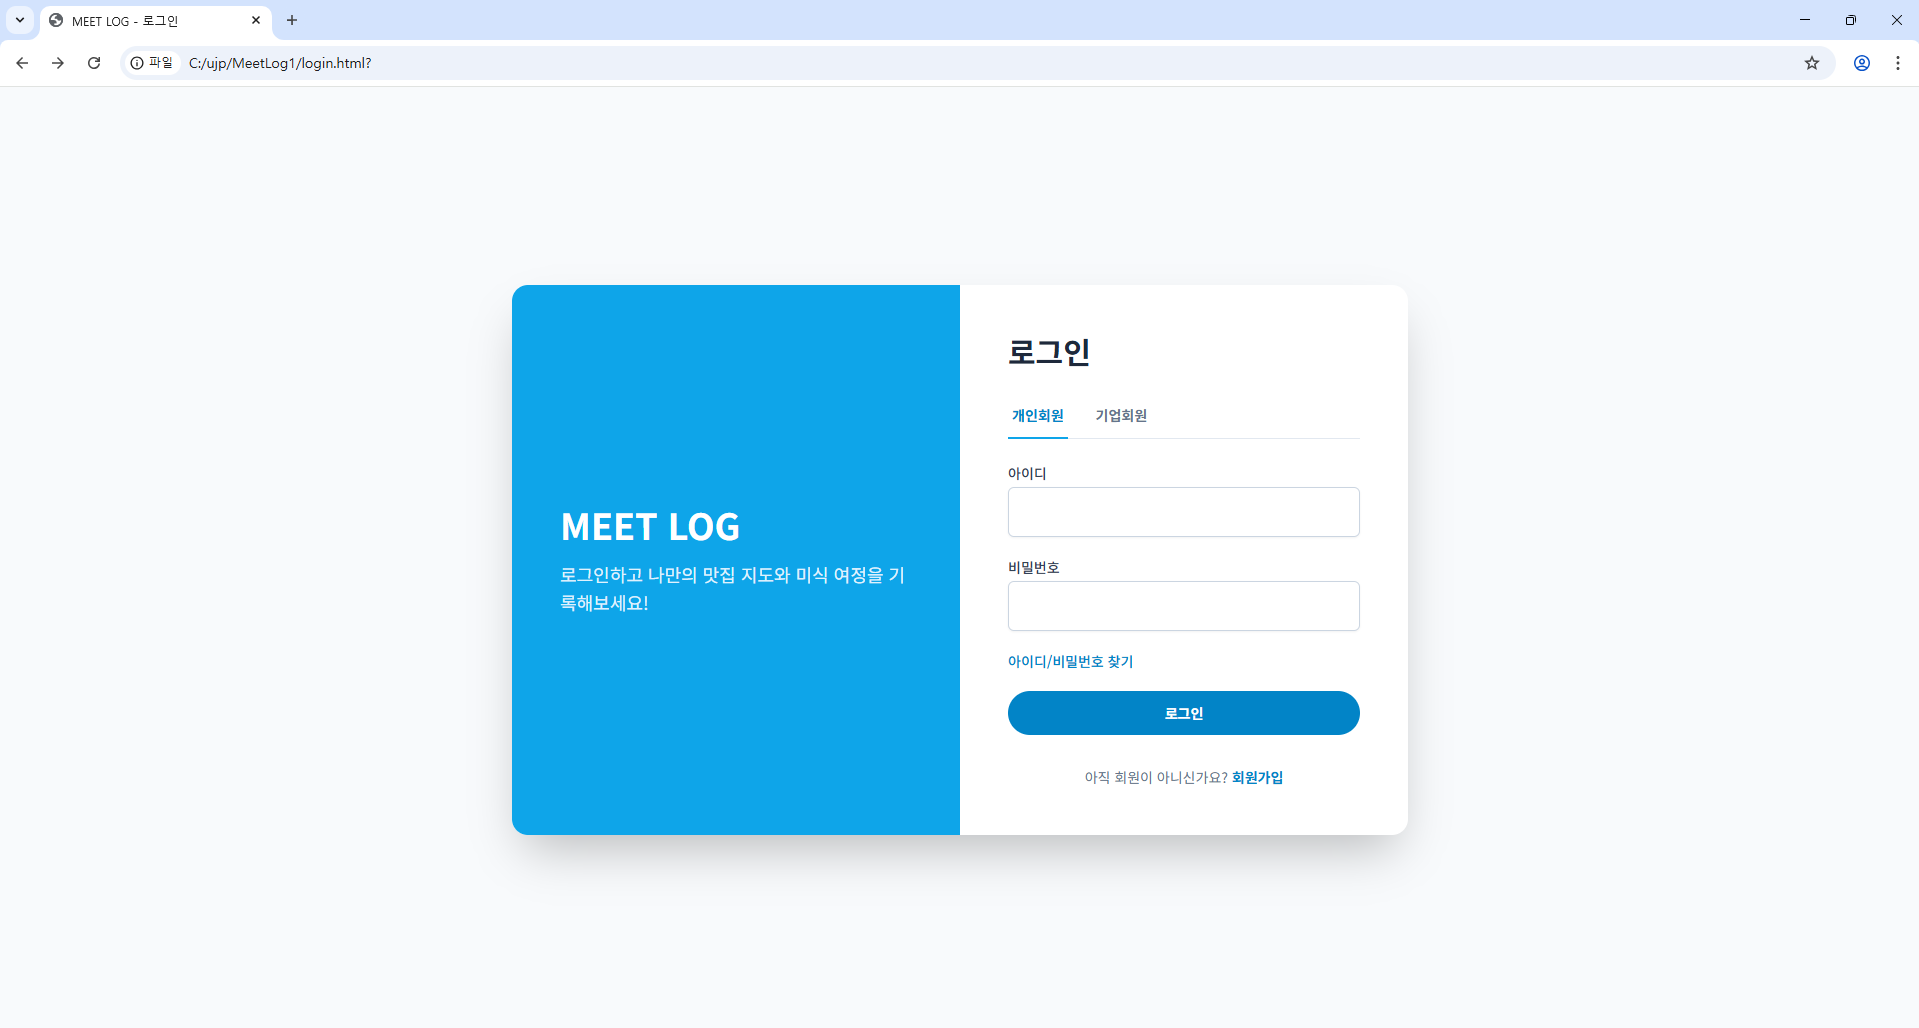 MEET LOG - 로그인
파일
C:/ujp/MeetLog1/login.html?
MEET LOG
로그인하고 나만의 맛집 지도와 미식 여정을 기
록해보세요!
로그인
개인회원 기업회원
아이디
비밀번호
아이디/비밀번호 찾기
로그인
아직 회원이 아니신가요? 회원가입